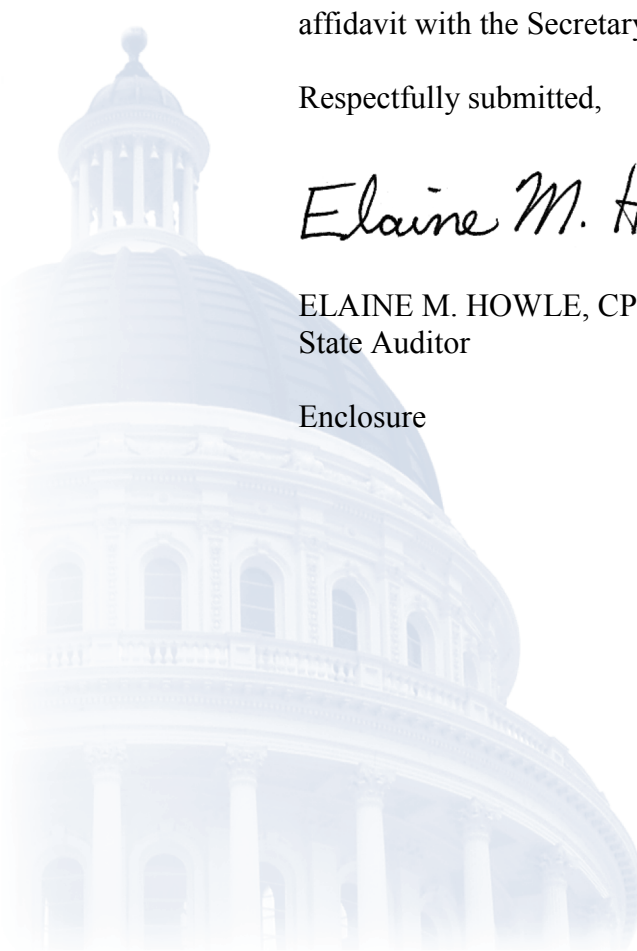 affidavit with the Secretary
Respectfully submitted,
Elaine M. H
ELAINE M. HOWLE, CP
State Auditor
Enclosure